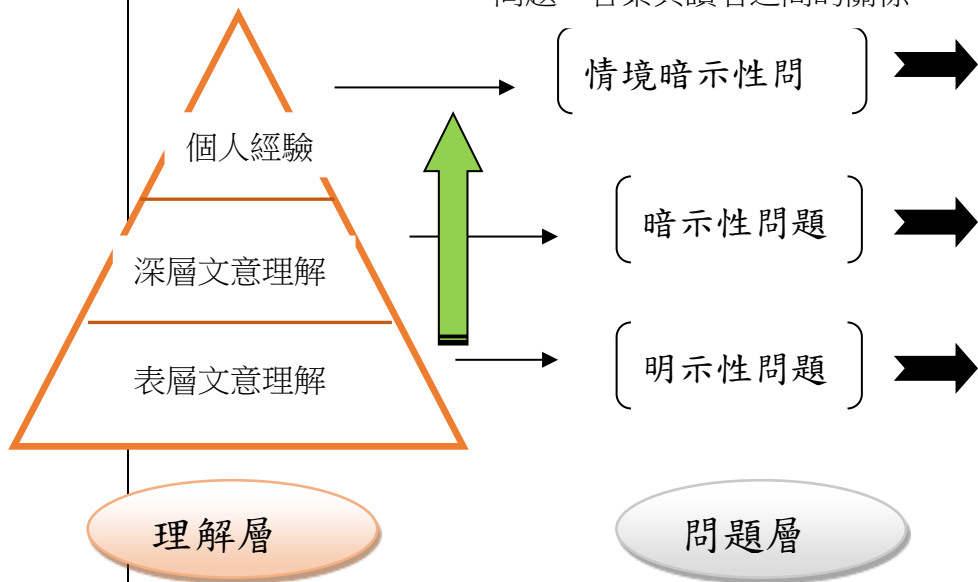 情境暗示性問
個人經驗
暗示性問題
深層文意理解
明示性問題
表層文意理解
理解層
問題層